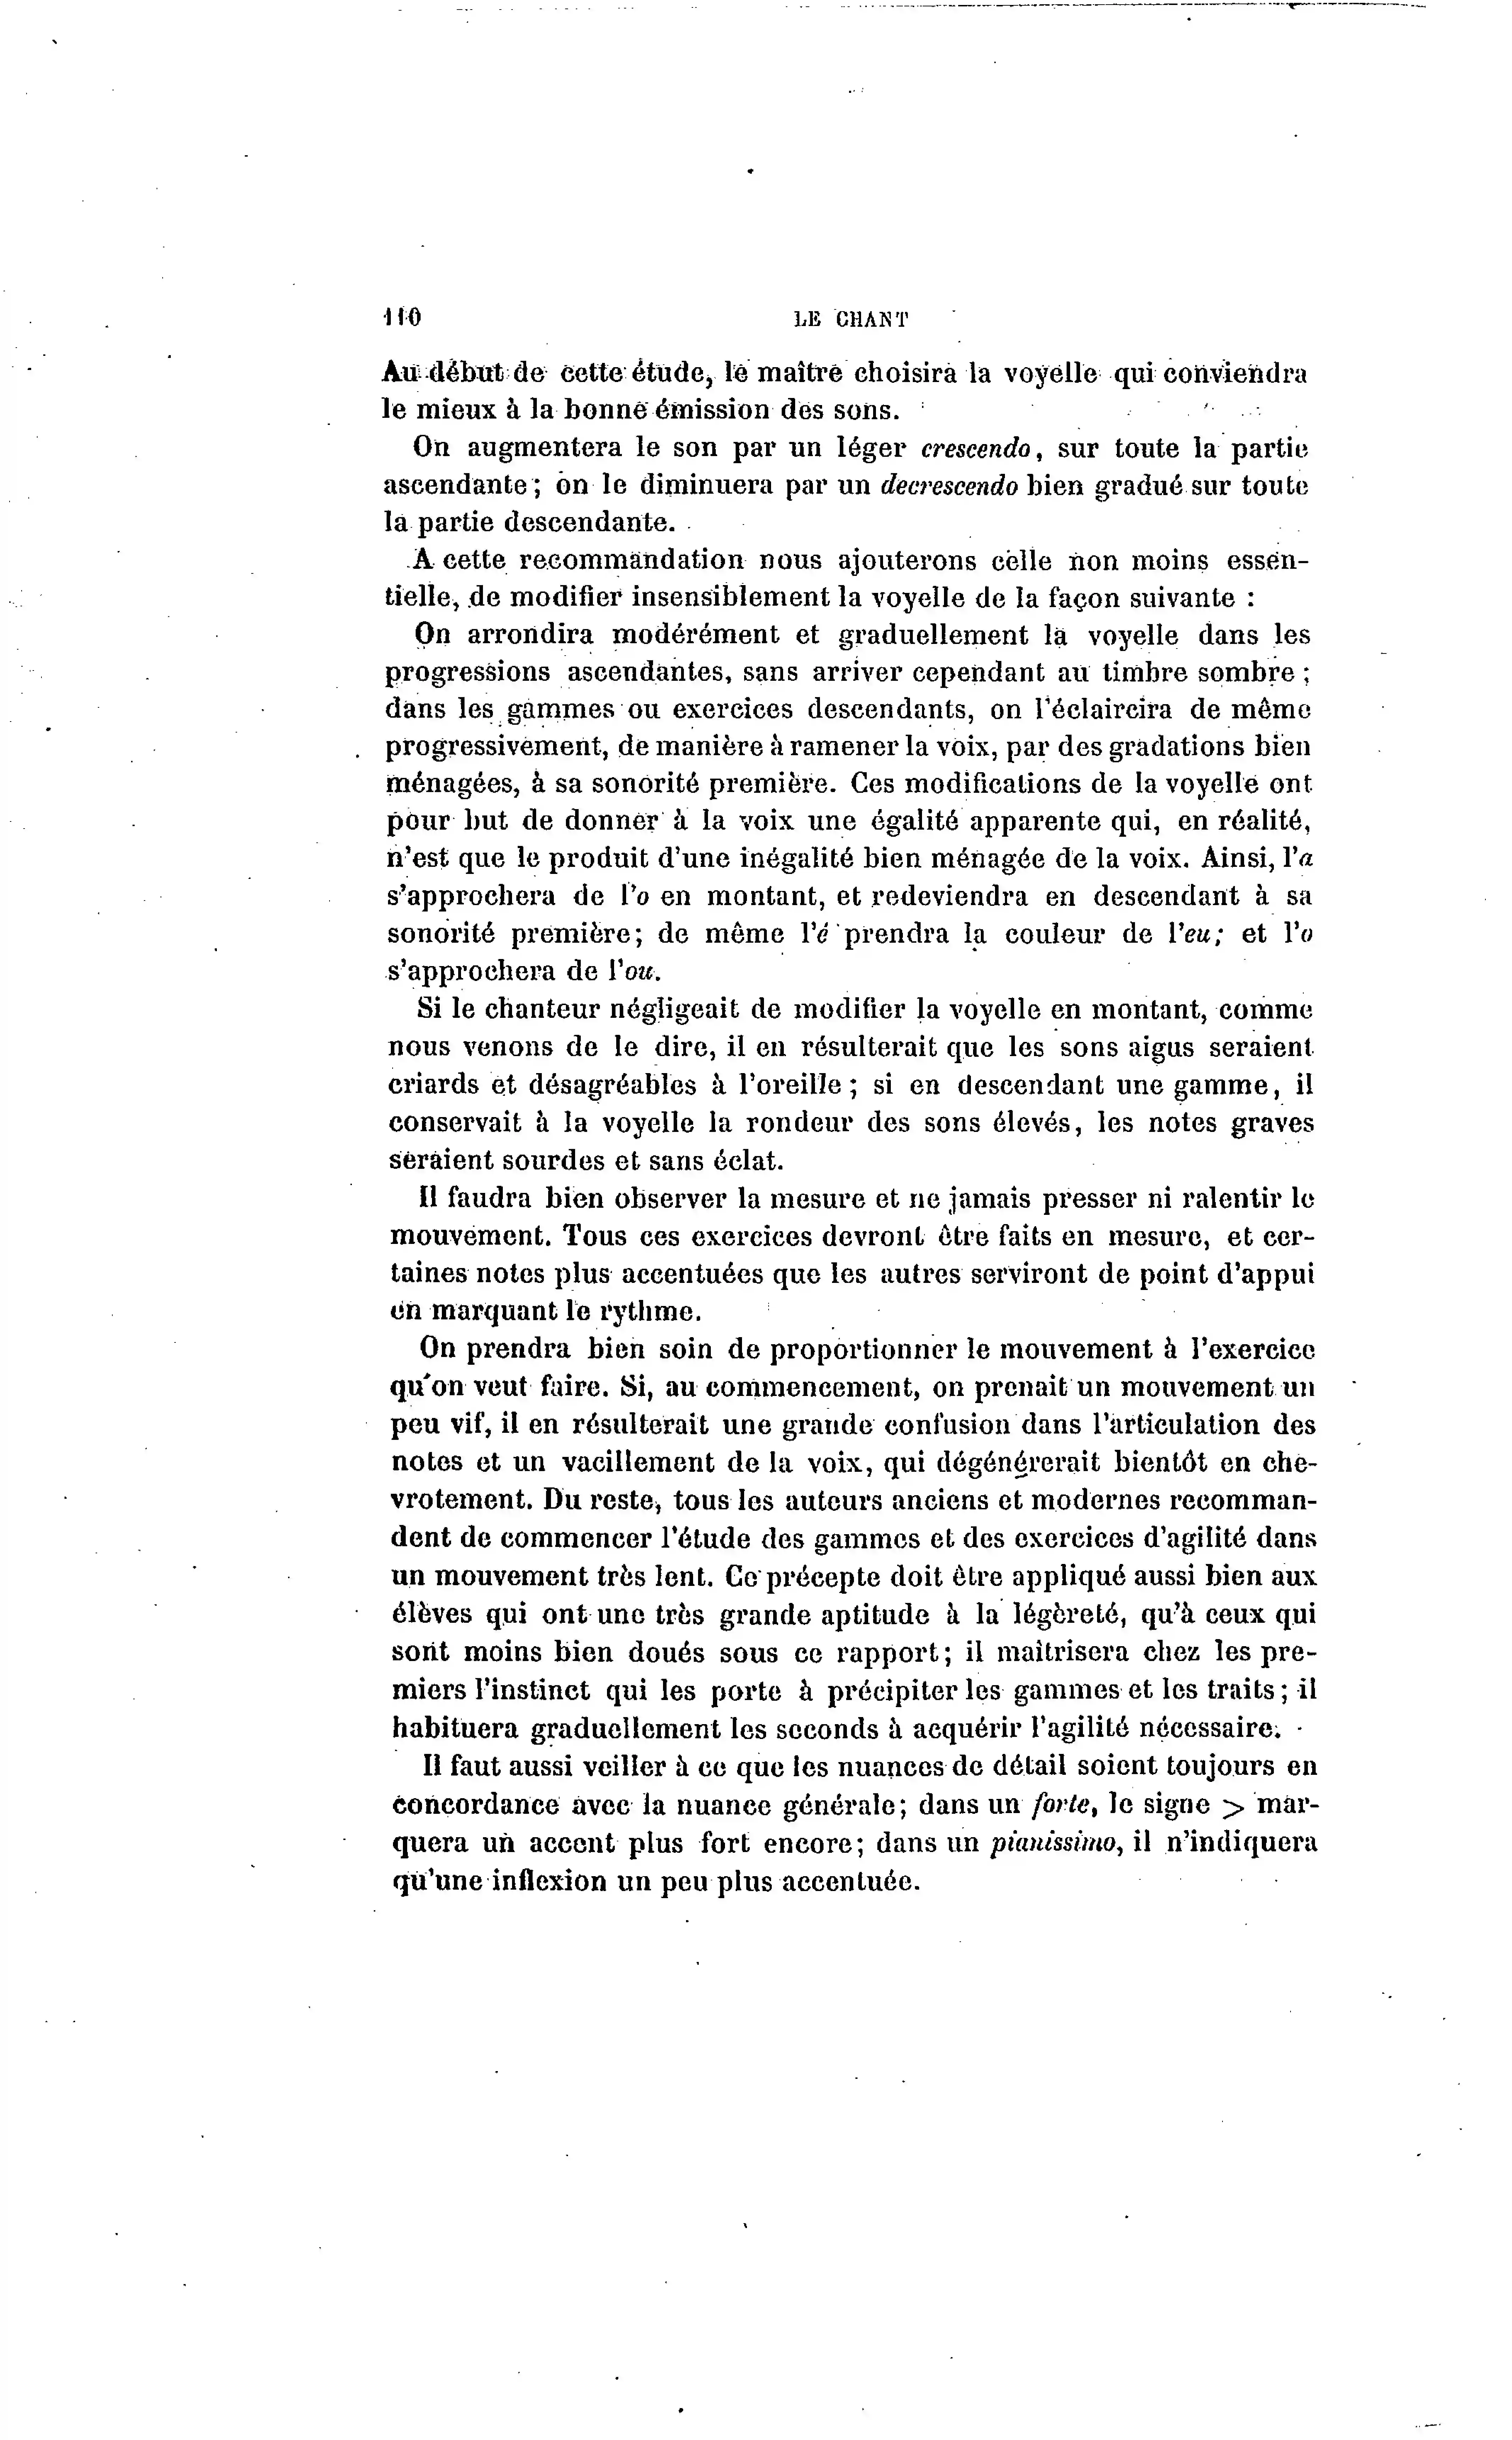 110
LE CHANT
Au début de cette étude, le maître choisira la voyelle qui conviendra
le mieux à la bonne émission des sons.
On augmentera le son par un léger crescendo, sur toute la partie
ascendante; on le diminuera par un decrescendo bien gradué sur toute
la partie descendante.
A cette recommandation nous ajouterons celle non moins essen-
tielle, de modifier insensiblement la voyelle de la façon suivante :
On arrondira modérément et graduellement la voyelle dans les
progressions ascendantes, sans arriver cependant au timbre sombre ;
dans les gammes ou exercices descendants, on l'éclaircira de même
progressivement, de manière à ramener la voix, par des gradations bien
ménagées, à sa sonorité première. Ces modifications de la voyelle ont
pour but de donner à la voix une égalité apparente qui, en réalité,
n'est que le produit d'une inégalité bien ménagée de la voix. Ainsi, l'a
s'approchera de l'o en montant, et redeviendra en descendant à sa
sonorité première; de même l'é prendra la couleur de l'eu; et l'o
s'approchera de l'ou.
Si le chanteur négligeait de modifier la voyelle en montant, comme
nous venons de le dire, il en résulterait que les sons aigus seraient
criards et désagréables à l'oreille ; si en descendant une gamme, il
conservait à la voyelle la rondeur des sons élevés, les notes graves
seraient sourdes et sans éclat.
Il faudra bien observer la mesure et ne jamais presser ni ralentir le
mouvement. Tous ces exercices devront être faits en mesure, et cer-
taines notes plus accentuées que les autres serviront de point d'appui
en marquant le rythme.
On prendra bien soin de proportionner le mouvement à l'exercice
qu'on veut faire. Si, au commencement, on prenait un mouvement un
peu vif, il en résulterait une grande confusion dans l'articulation des
notes et un vacillement de la voix, qui dégénérerait bientôt en che-
vrotement. Du reste, tous les auteurs anciens et modernes recomman-
dent de commencer l'étude des gammes et des exercices d'agilité dans
un mouvement très lent. Ce précepte doit être appliqué aussi bien aux
élèves qui ont une très grande aptitude à la légèreté, qu'à ceux qui
sont moins bien doués sous ce rapport; il maîtrisera chez les pre-
miers l'instinct qui les porte à précipiter les gammes et les traits ; il
habituera graduellement les seconds à acquérir l'agilité nécessaire.
Il faut aussi veiller à ce que les nuances de détail soient toujours en
concordance avec la nuance générale; dans un forte, le signe > mar-
quera un accent plus fort encore; dans un pianissimo, il n'indiquera
qu'une inflexion un peu plus accentuée.